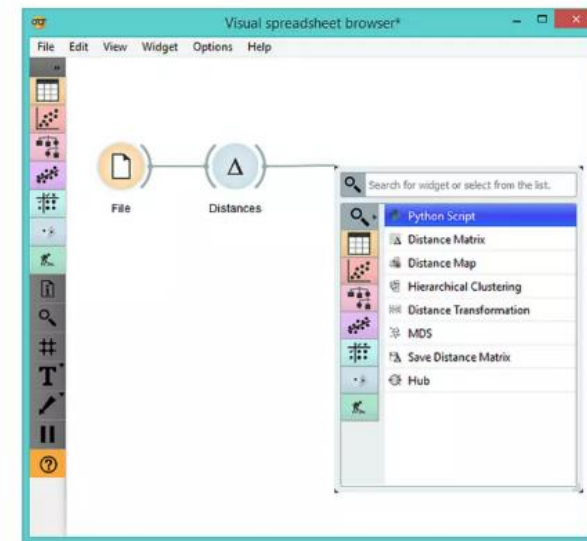 Visual spreadsheet browser*
File Edit View Widget Options Help
File
Distances
Search for widget or select from the list.
Python Script
Distance Matrix
Distance Map
Hierarchical Clustering
Distance Transformation
MDS
Save Distance Matrix
Hub